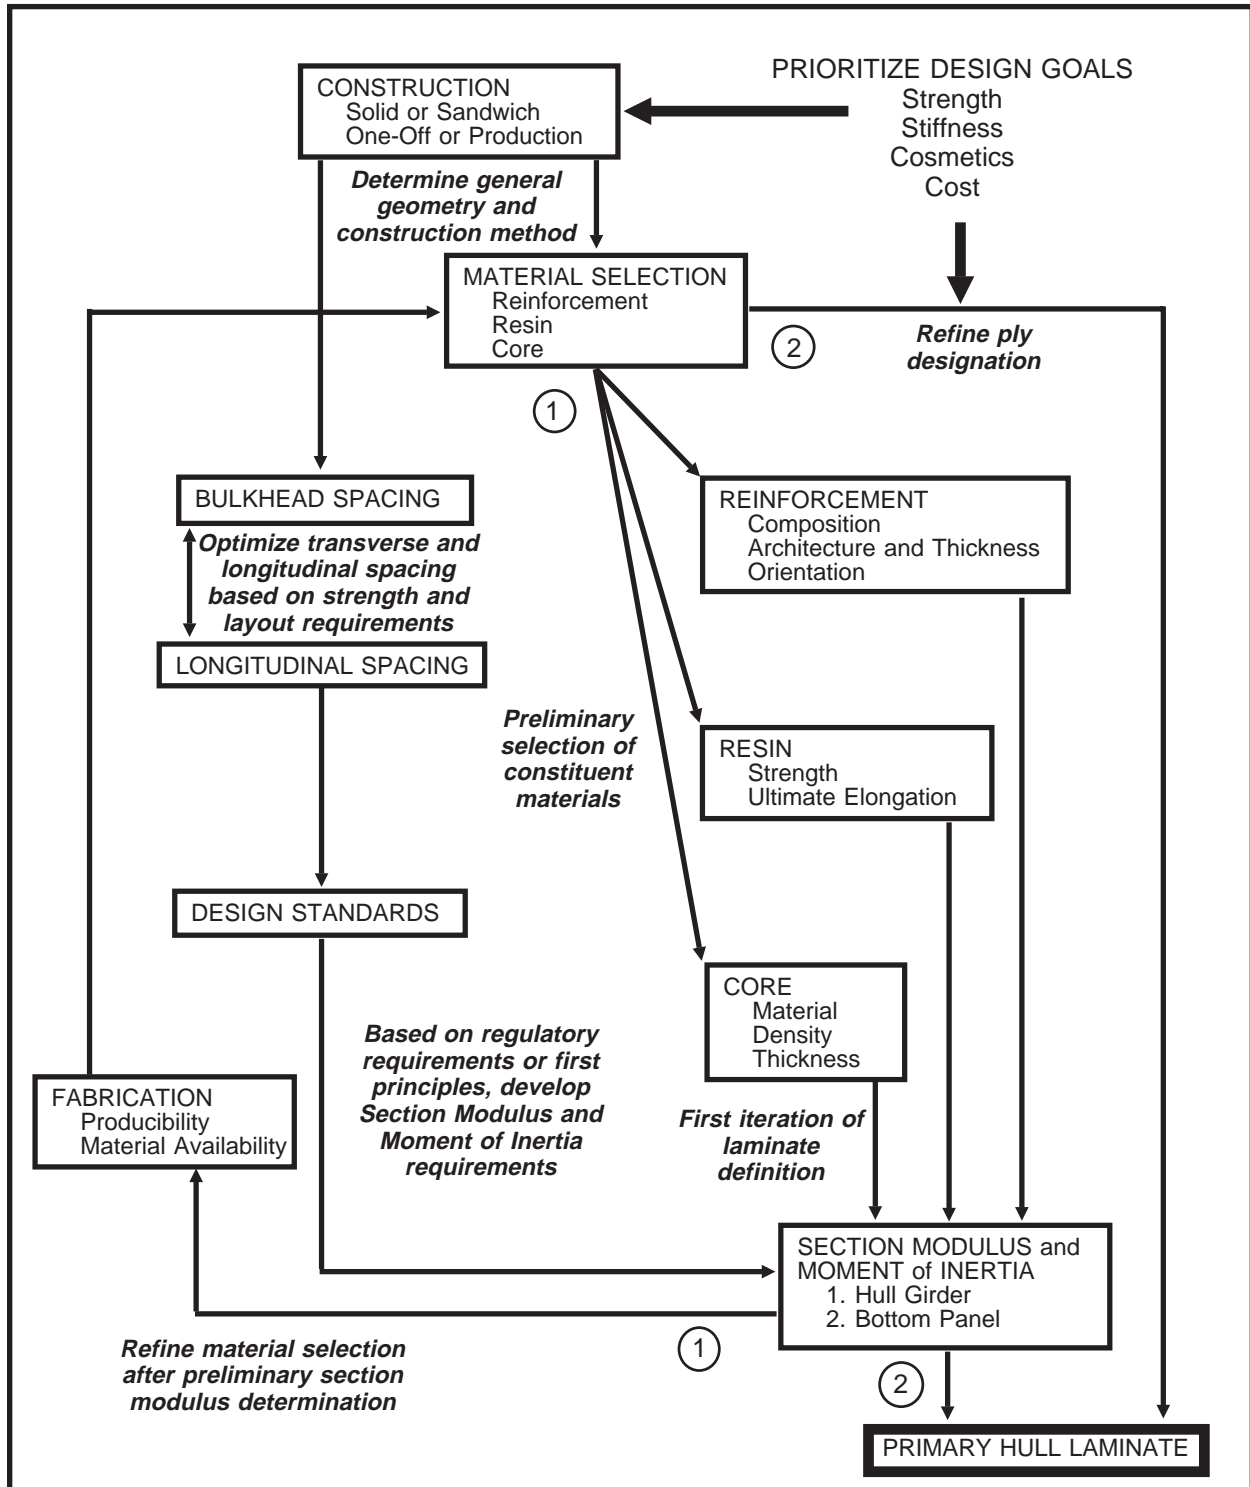 PRIORITIZE DESIGN GOALS
Strength
Stiffness
Cosmetics
Cost
CONSTRUCTION
Solid or Sandwich
One-Off or Production
Determine general
geometry and
construction method
MATERIAL SELECTION
Reinforcement
Resin
Core
2
Refine ply
designation
1
BULKHEAD SPACING
Optimize transverse and
longitudinal spacing
based on strength and
layout requirements
LONGITUDINAL SPACING
REINFORCEMENT
Composition
Architecture and Thickness
Orientation
Preliminary
selection of
constituent
materials
RESIN
Strength
Ultimate Elongation
DESIGN STANDARDS
CORE
Material
Density
Thickness
Based on regulatory
requirements or first
principles, develop
Section Modulus and
Moment of Inertia
requirements
FABRICATION
Producibility
Material Availability
First iteration of
laminate
definition
SECTION MODULUS and
MOMENT of INERTIA
1. Hull Girder
2. Bottom Panel
Refine material selection
after preliminary section
modulus determination
1
2
PRIMARY HULL LAMINATE